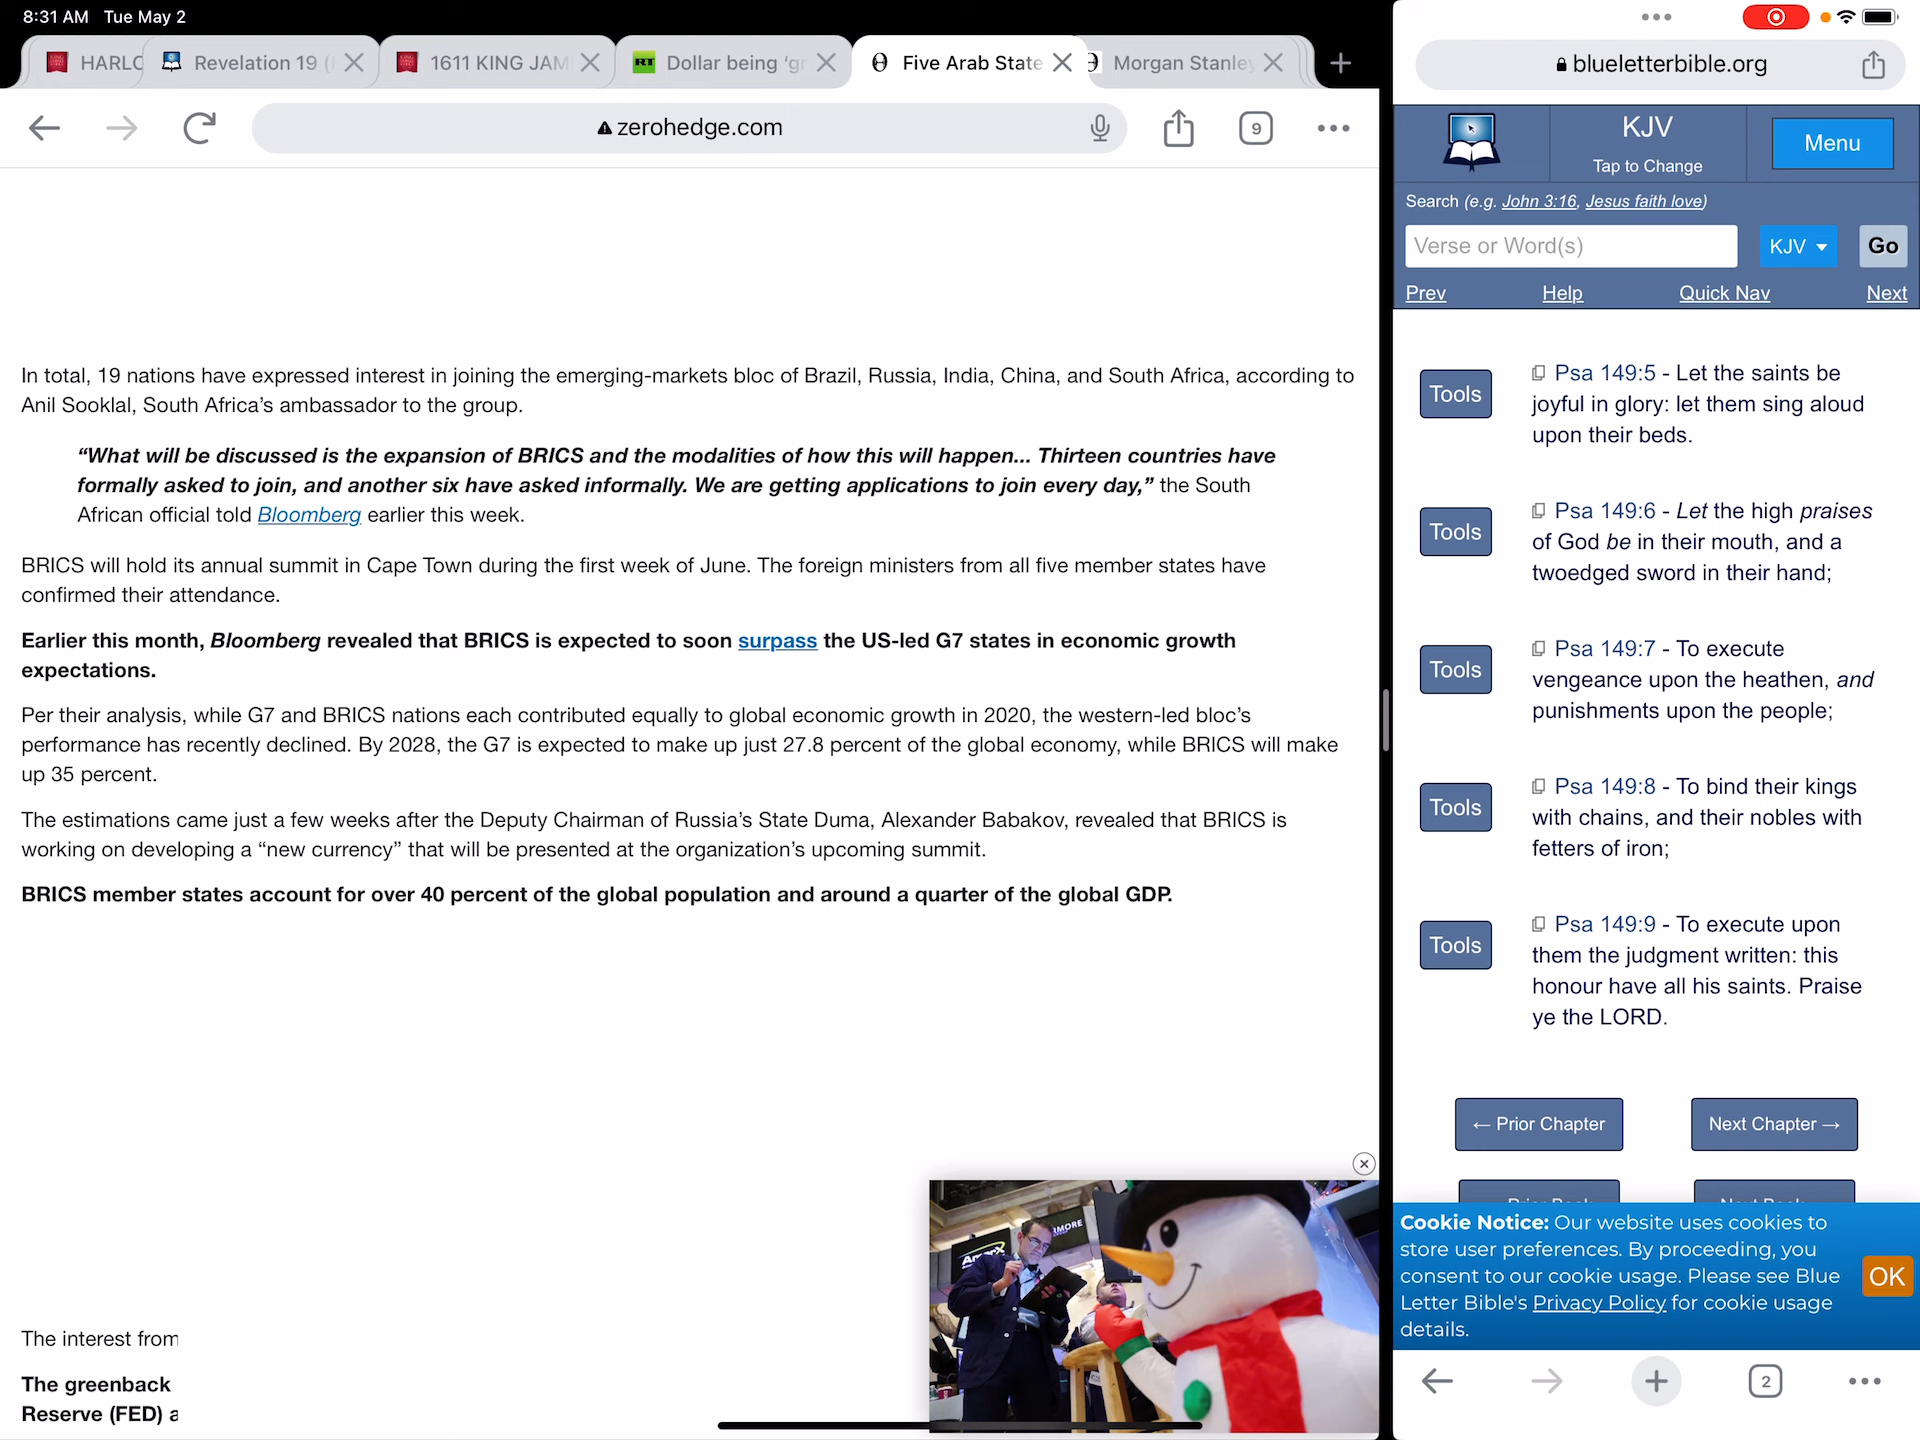 8:31 AM Tue May 2
HARLC
Revelation 19 (
1611 KING JAM
RT
Dollar being 'gr
Five Arab State
Morgan Stanley
zerohedge.com
9
In total, 19 nations have expressed interest in joining the emerging-markets bloc of Brazil, Russia, India, China, and South Africa, according to
Anil Sooklal, South Africa's ambassador to the group.
“What will be discussed is the expansion of BRICS and the modalities of how this will happen... Thirteen countries have
formally asked to join, and another six have asked informally. We are getting applications to join every day,” the South
African official told Bloomberg earlier this week.
BRICS will hold its annual summit in Cape Town during the first week of June. The foreign ministers from all five member states have
confirmed their attendance.
Earlier this month, Bloomberg revealed that BRICS is expected to soon surpass the US-led G7 states in economic growth
expectations.
Per their analysis, while G7 and BRICS nations each contributed equally to global economic growth in 2020, the western-led bloc's
performance has recently declined. By 2028, the G7 is expected to make up just 27.8 percent of the global economy, while BRICS will make
up 35 percent.
The estimations came just a few weeks after the Deputy Chairman of Russia's State Duma, Alexander Babakov, revealed that BRICS is
working on developing a “new currency” that will be presented at the organization's upcoming summit.
BRICS member states account for over 40 percent of the global population and around a quarter of the global GDP.
The interest from
The greenback
Reserve (FED) a
blueletterbible.org
KJV
Tap to Change
Menu
Search (e.g. John 3:16, Jesus faith love)
Verse or Word(s)
KJV
Go
Prev
Help
Quick Nav
Next
Tools
Psa 149:5 - Let the saints be
joyful in glory: let them sing aloud
upon their beds.
Tools
Psa 149:6 - Let the high praises
of God be in their mouth, and a
twoedged sword in their hand;
Tools
Psa 149:7 - To execute
vengeance upon the heathen, and
punishments upon the people;
Tools
Psa 149:8 - To bind their kings
with chains, and their nobles with
fetters of iron;
Tools
Psa 149:9 - To execute upon
them the judgment written: this
honour have all his saints. Praise
ye the LORD.
← Prior Chapter
Next Chapter →
Cookie Notice: Our website uses cookies to
store user preferences. By proceeding, you
consent to our cookie usage. Please see Blue
Letter Bible's Privacy Policy for cookie usage
details.
OK
2